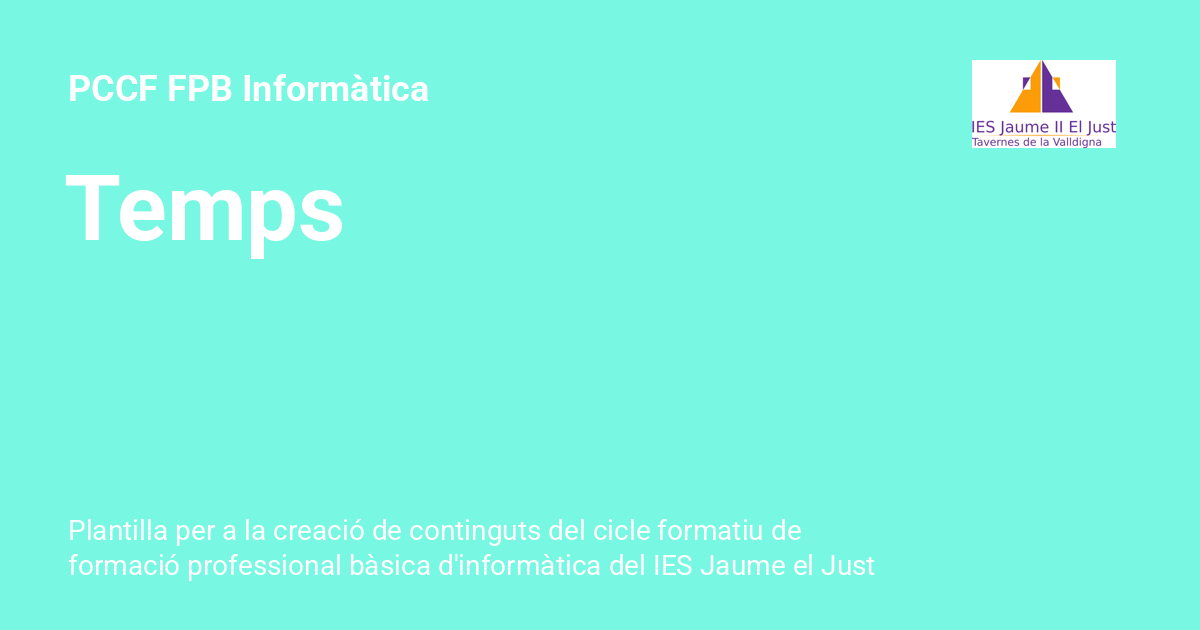 PCCF FPB Informàtica
IES Jaume II El Just
Tavernes de la Valldigna
Temps
Plantilla per a la creació de continguts del cicle formatiu de
formació professional bàsica d'informàtica del IES Jaume el Just